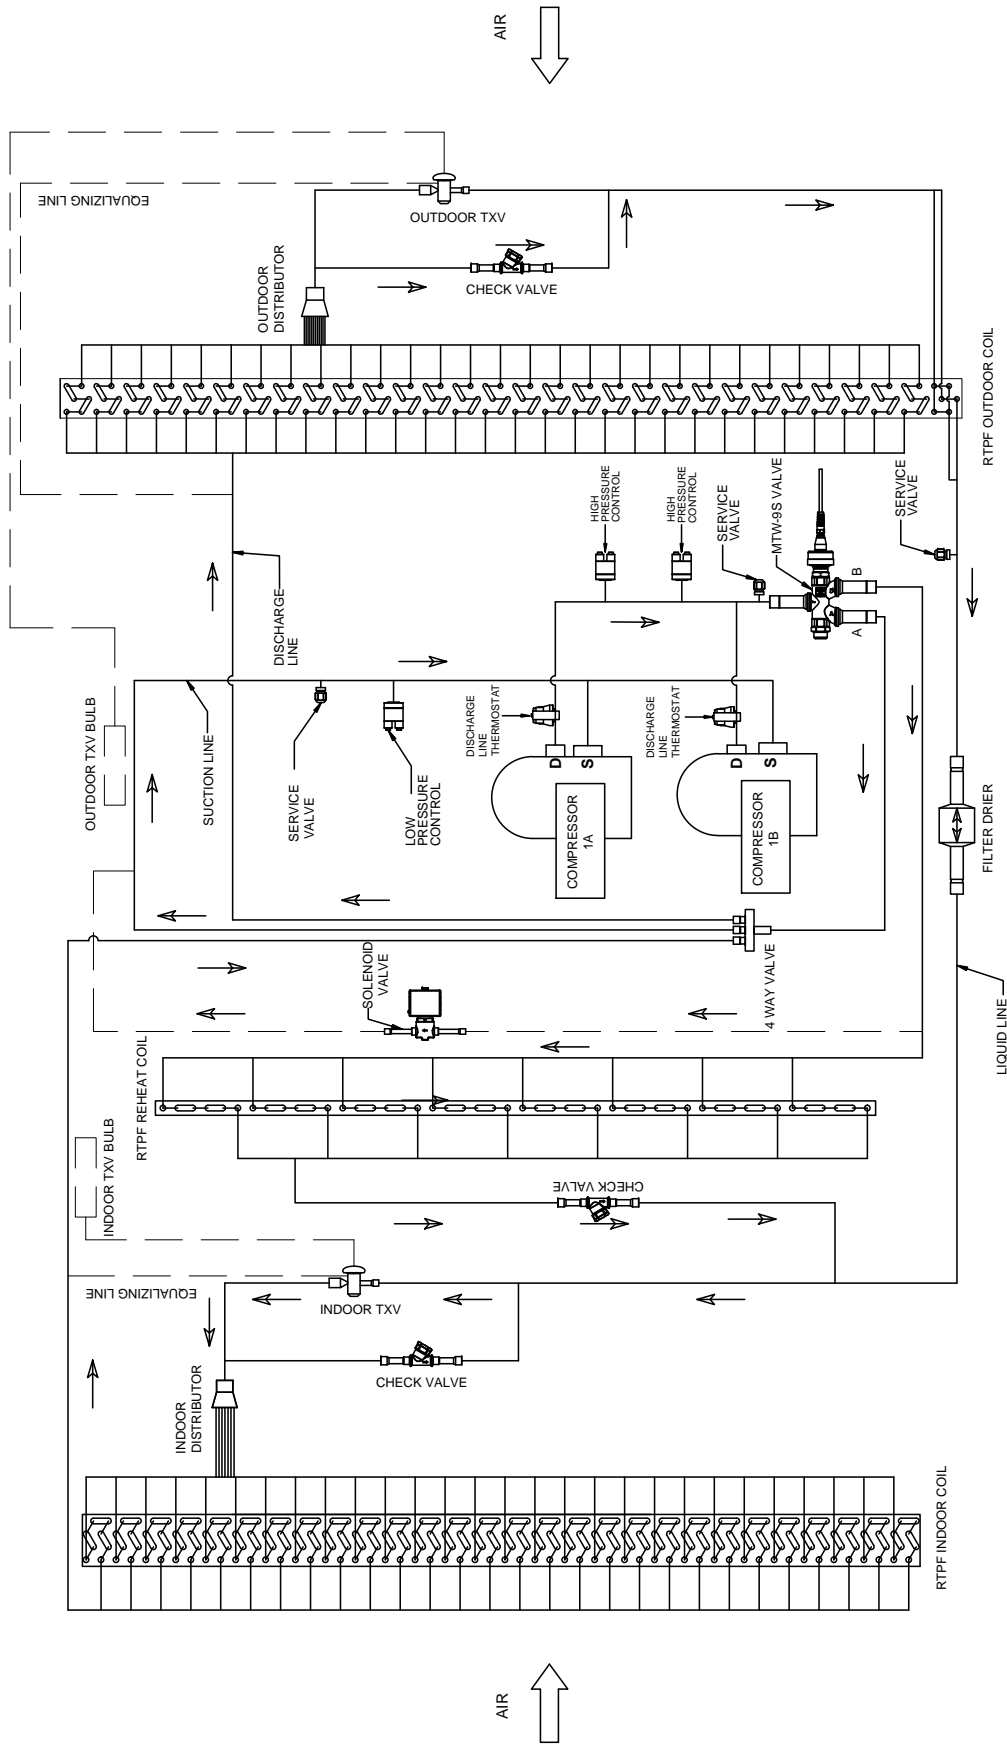 AIR
EQUALIZING LINE
OUTDOOR TXV
OUTDOOR
DISTRIBUTOR
CHECK VALVE
RTPF OUTDOOR COIL
HIGH
PRESSURE
CONTROL
HIGH
PRESSURE
CONTROL
SERVICE
VALVE
MTW-9S VALVE
SERVICE
VALVE
A
B
DISCHARGE
LINE
OUTDOOR TXV BULB
SUCTION LINE
SERVICE
VALVE
LOW
PRESSURE
CONTROL
DISCHARGE
LINE
THERMOSTAT
DISCHARGE
LINE
THERMOSTAT
D
S
COMPRESSOR
1A
D
S
COMPRESSOR
1B
FILTER DRIER
SOLENOID
VALVE
4 WAY VALVE
LIQUID LINE
RTPF REHEAT COIL
INDOOR TXV BULB
CHECK VALVE
EQUALIZING LINE
INDOOR TXV
CHECK VALVE
INDOOR
DISTRIBUTOR
RTPF INDOOR COIL
AIR